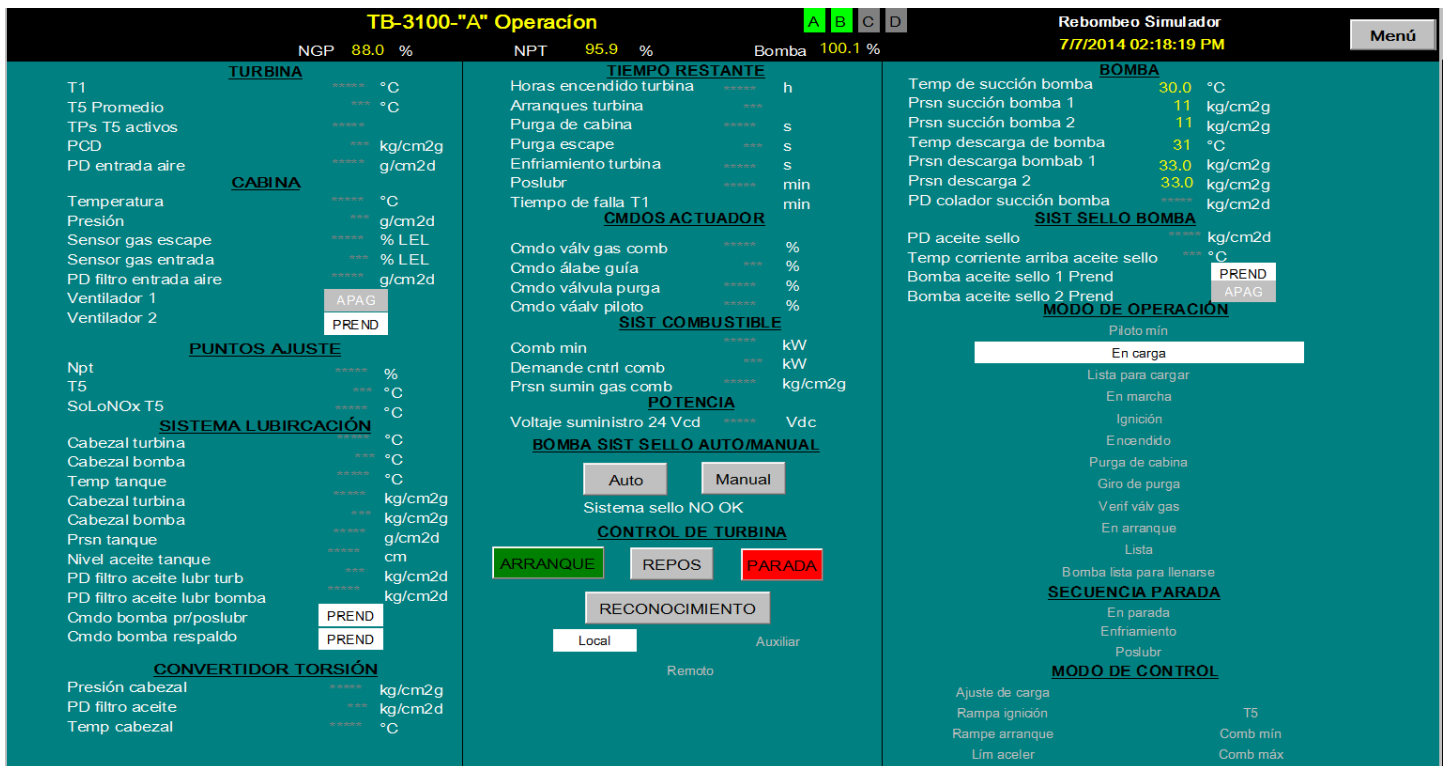 TB-3100-"A" Operacíon A B C D Rebombeo Simulador
NGP 88.0 % NPT 95.9 % Bomba 100.1 % 7/7/2014 02:18:19 PM Menú
TURBINA
T1 ***** °C
T5 Promedio *** °C
TPs T5 activos *****
PCD *** kg/cm2g
PD entrada aire ***** g/cm2d
CABINA
Temperatura ***** °C
Presión *** g/cm2d
Sensor gas escape ***** % LEL
Sensor gas entrada *** % LEL
PD filtro entrada aire ***** g/cm2d
Ventilador 1 APAG
Ventilador 2 PREND
PUNTOS AJUSTE
Npt ***** %
T5 *** °C
SoLoNOx T5 ***** °C
SISTEMA LUBIRCACIÓN
Cabezal turbina ***** °C
Cabezal bomba *** °C
Temp tanque ***** °C
Cabezal turbina ***** kg/cm2g
Cabezal bomba *** kg/cm2g
Prsn tanque ***** g/cm2d
Nivel aceite tanque ***** cm
PD filtro aceite lubr turb *** kg/cm2d
PD filtro aceite lubr bomba ***** kg/cm2d
Cmdo bomba pr/poslubr PREND
Cmdo bomba respaldo PREND
CONVERTIDOR TORSIÓN
Presión cabezal ***** kg/cm2g
PD filtro aceite *** kg/cm2d
Temp cabezal ***** °C
TIEMPO RESTANTE
Horas encendido turbina ***** h
Arranques turbina ***
Purga de cabina ***** s
Purga escape *** s
Enfriamiento turbina ***** s
Poslubr ***** min
Tiempo de falla T1 min
CMDOS ACTUADOR
Cmdo válv gas comb ***** %
Cmdo álabe guía *** %
Cmdo válvula purga ***** %
Cmdo váalv piloto ***** %
SIST COMBUSTIBLE
Comb min ***** kW
Demande cntrl comb *** kW
Prsn sumin gas comb ***** kg/cm2g
POTENCIA
Voltaje suministro 24 Vcd ***** Vdc
BOMBA SIST SELLO AUTO/MANUAL
Auto Manual
Sistema sello NO OK
CONTROL DE TURBINA
ARRANQUE REPOS PARADA
RECONOCIMIENTO
Local Auxiliar
Remoto
BOMBA
Temp de succión bomba 30.0 °C
Prsn succión bomba 1 11 kg/cm2g
Prsn succión bomba 2 11 kg/cm2g
Temp descarga de bomba 31 °C
Prsn descarga bombab 1 33.0 kg/cm2g
Prsn descarga 2 33.0 kg/cm2g
PD colador succión bomba ***** kg/cm2d
SIST SELLO BOMBA
PD aceite sello ***** kg/cm2d
Temp corriente arriba aceite sello *** °C
Bomba aceite sello 1 Prend PREND
Bomba aceite sello 2 Prend APAG
MODO DE OPERACIÓN
Piloto mín
En carga
Lista para cargar
En marcha
Ignición
Encendido
Purga de cabina
Giro de purga
Verif válv gas
En arranque
Lista
Bomba lista para llenarse
SECUENCIA PARADA
En parada
Enfriamiento
Poslubr
MODO DE CONTROL
Ajuste de carga
Rampa ignición T5
Rampe arranque Comb mín
Lím aceler Comb máx